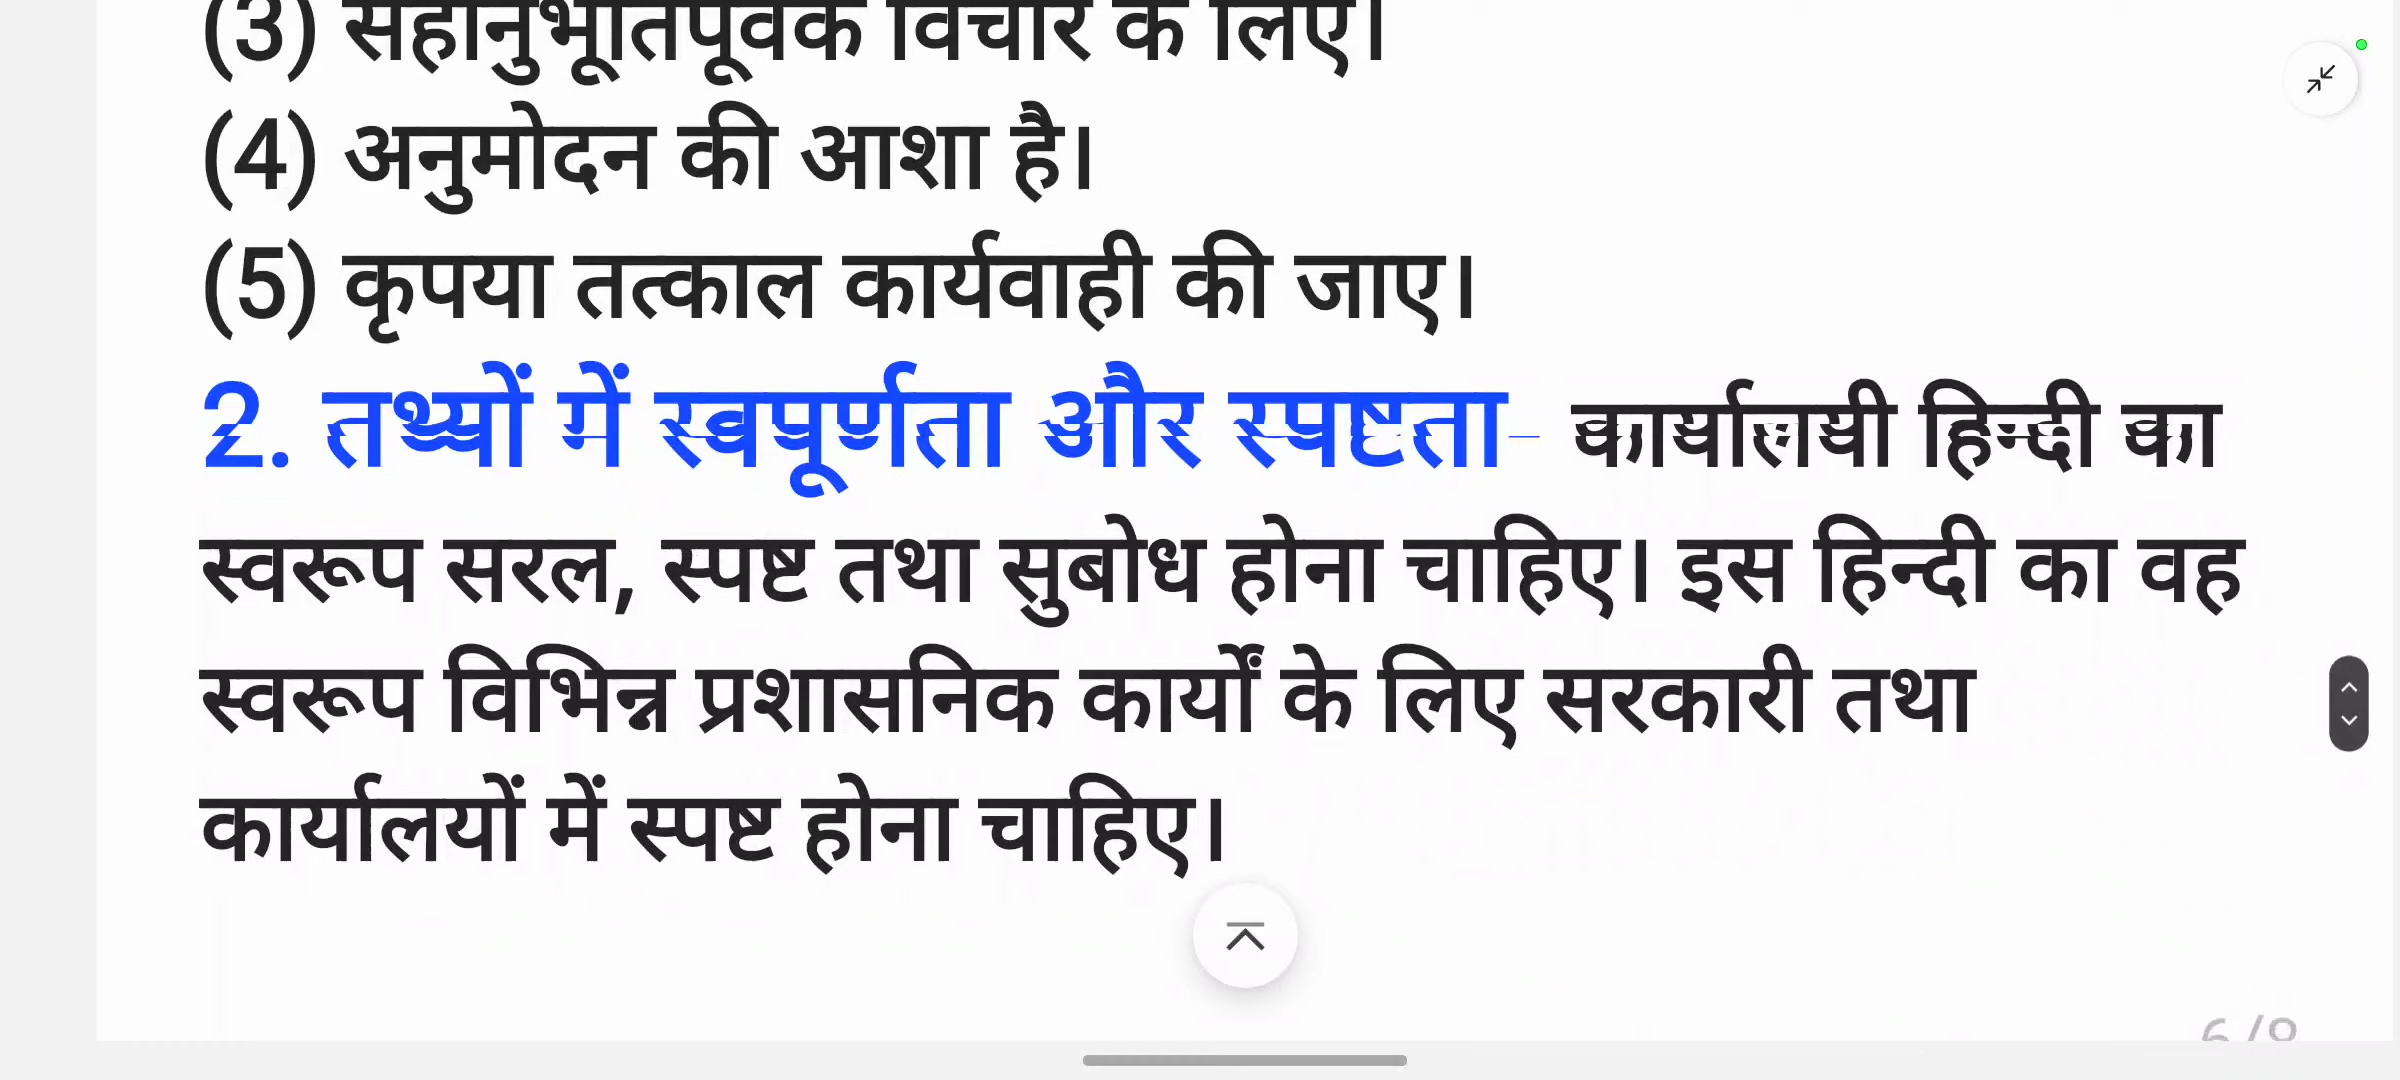 (3) सहानुभूतिपूर्वक विचार के लिए।
(4) अनुमोदन की आशा है।
(5) कृपया तत्काल कार्यवाही की जाए।
2. तथ्यों में स्वपूर्णता और स्पष्टता- कार्यालयी हिन्दी का
स्वरूप सरल, स्पष्ट तथा सुबोध होना चाहिए। इस हिन्दी का वह
स्वरूप विभिन्न प्रशासनिक कार्यों के लिए सरकारी तथा
कार्यालयों में स्पष्ट होना चाहिए।